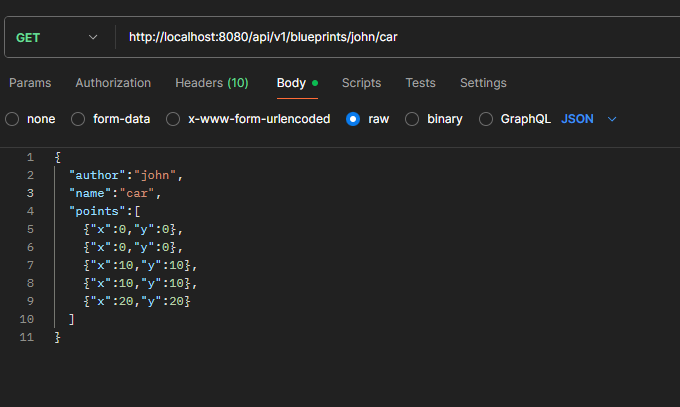 GET http://localhost:8080/api/v1/blueprints/john/car
Params Authorization Headers (10) Body Scripts Tests Settings
none form-data x-www-form-urlencoded raw binary GraphQL JSON
1 {
2 "author":"john",
3 "name":"car",
4 "points":[
5 {"x":0,"y":0},
6 {"x":0,"y":0},
7 {"x":10,"y":10},
8 {"x":10,"y":10},
9 {"x":20,"y":20}
10 ]
11 }